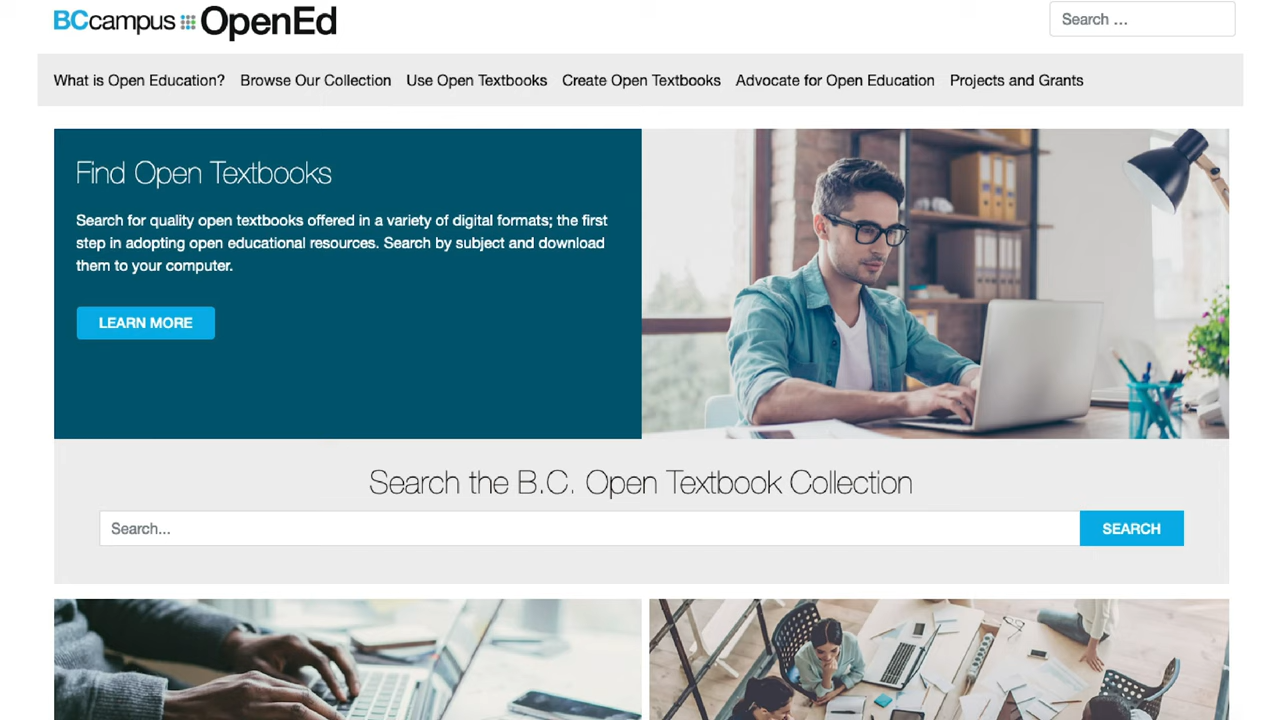 BCcampus OpenEd
Search ...
What is Open Education? Browse Our Collection Use Open Textbooks Create Open Textbooks Advocate for Open Education Projects and Grants
Find Open Textbooks
Search for quality open textbooks offered in a variety of digital formats; the first
step in adopting open educational resources. Search by subject and download
them to your computer.
LEARN MORE
Search the B.C. Open Textbook Collection
Search...
SEARCH